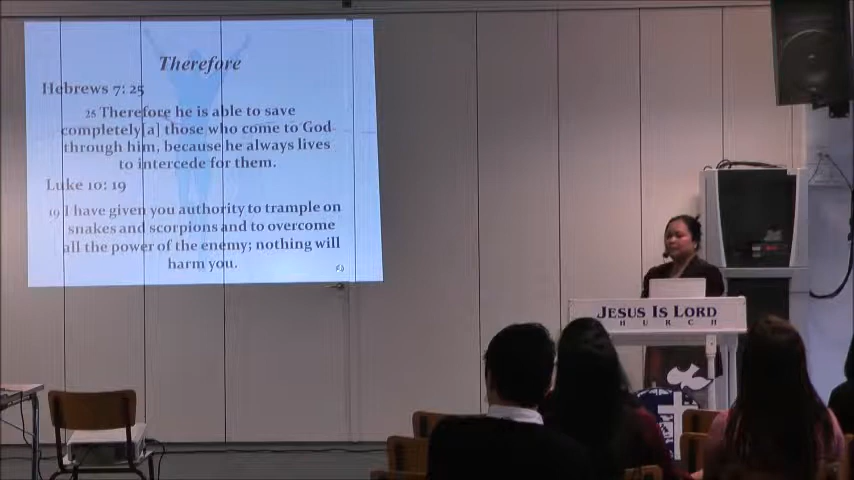 Therefore
Hebrews 7: 25
25 Therefore he is able to save
completely[a] those who come to God
through him, because he always lives
to intercede for them.
Luke 10: 19
19 I have given you authority to trample on
snakes and scorpions and to overcome
all the power of the enemy; nothing will
harm you.
JESUS IS LORD
CHURCH